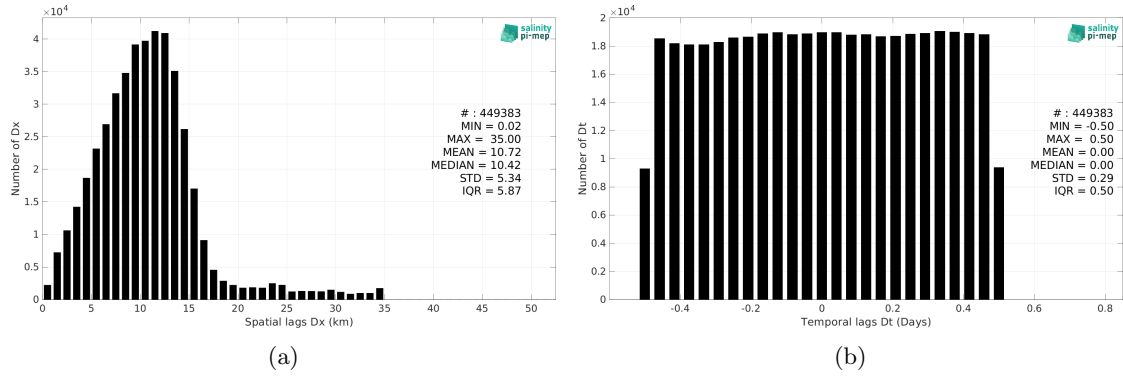 ×10⁴
4
3.5
3
2.5
2
1.5
1
0.5
0
Number of Dx
0 5 10 15 20 25 30 35 40 45 50
Spatial lags Dx (km)
salinity
pi-mep
# : 449383
MIN = 0.02
MAX = 35.00
MEAN = 10.72
MEDIAN = 10.42
STD = 5.34
IQR = 5.87
(a)
×10⁴
2
1.8
1.6
1.4
1.2
1
0.8
0.6
0.4
0.2
0
Number of Dt
-0.4 -0.2 0 0.2 0.4 0.6 0.8
Temporal lags Dt (Days)
salinity
pi-mep
# : 449383
MIN = -0.50
MAX = 0.50
MEAN = 0.00
MEDIAN = 0.00
STD = 0.29
IQR = 0.50
(b)